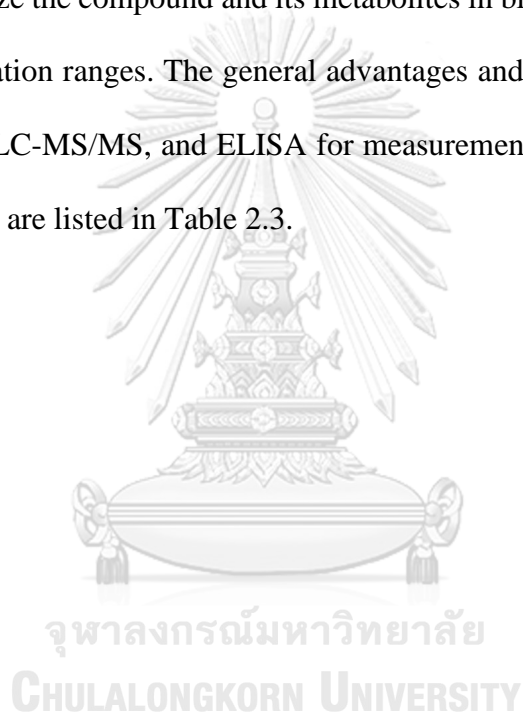 ze the compound and its metabolites in b
ation ranges. The general advantages and
LC-MS/MS, and ELISA for measuremen
are listed in Table 2.3.
จุฬาลงกรณ์มหาวิทยาลัย
CHULALONGKORN UNIVERSITY